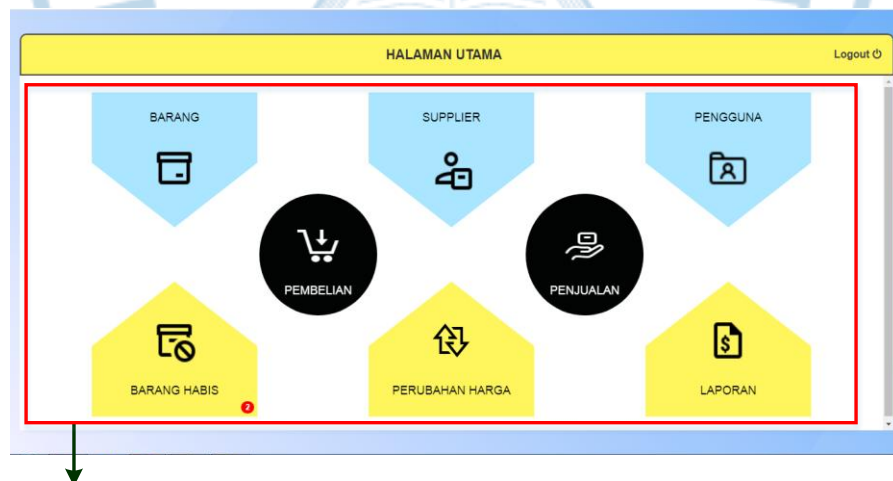 HALAMAN UTAMA
Logout
BARANG
SUPPLIER
PENGGUNA
PEMBELIAN
PENJUALAN
BARANG HABIS
2
PERUBAHAN HARGA
$
LAPORAN